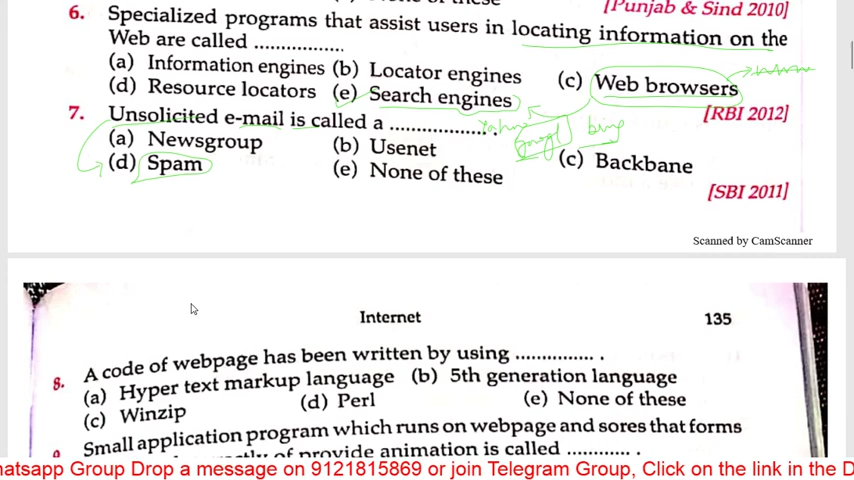 [Punjab & Sind 2010]
6. Specialized programs that assist users in locating information on the
Web are called .................
(a) Information engines (b) Locator engines (c) Web browsers
(d) Resource locators (e) Search engines
[RBI 2012]
7. Unsolicited e-mail is called a ................... .
yahoo google bing
(a) Newsgroup (b) Usenet (c) Backbane
(d) Spam (e) None of these
[SBI 2011]
Scanned by CamScanner
Internet 135
8. A code of webpage has been written by using ............... .
(a) Hyper text markup language (b) 5th generation language
(c) Winzip (d) Perl (e) None of these
Small application program which runs on webpage and sores that forms
of provide animation is called ............ .
hatsapp Group Drop a message on 9121815869 or join Telegram Group, Click on the link in the D